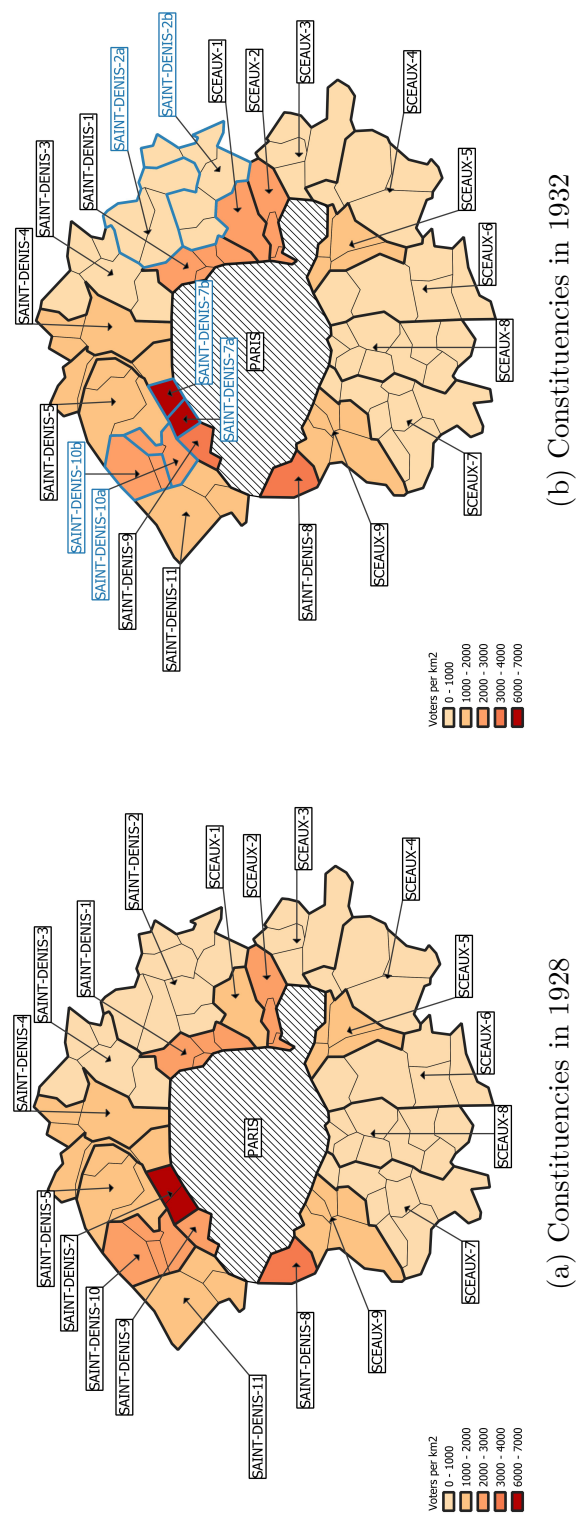 SAINT-DENIS-4
SAINT-DENIS-3
SAINT-DENIS-5
SAINT-DENIS-1
SAINT-DENIS-7
SAINT-DENIS-2
SAINT-DENIS-10
SAINT-DENIS-9
SCEAUX-1
SCEAUX-2
SAINT-DENIS-11
PARIS
SCEAUX-3
SAINT-DENIS-8
SCEAUX-4
SCEAUX-9
SCEAUX-5
SCEAUX-7
SCEAUX-6
SCEAUX-8
Voters per km2
0 - 1000
1000 - 2000
2000 - 3000
3000 - 4000
6000 - 7000
(a) Constituencies in 1928
SAINT-DENIS-4
SAINT-DENIS-3
SAINT-DENIS-5
SAINT-DENIS-1
SAINT-DENIS-10b
SAINT-DENIS-2a
SAINT-DENIS-10a
SAINT-DENIS-2b
SAINT-DENIS-9
SAINT-DENIS-7b
SCEAUX-1
SAINT-DENIS-11
SAINT-DENIS-7a
SCEAUX-2
PARIS
SCEAUX-3
SAINT-DENIS-8
SCEAUX-4
SCEAUX-9
SCEAUX-5
SCEAUX-7
SCEAUX-6
SCEAUX-8
Voters per km2
0 - 1000
1000 - 2000
2000 - 3000
3000 - 4000
6000 - 7000
(b) Constituencies in 1932